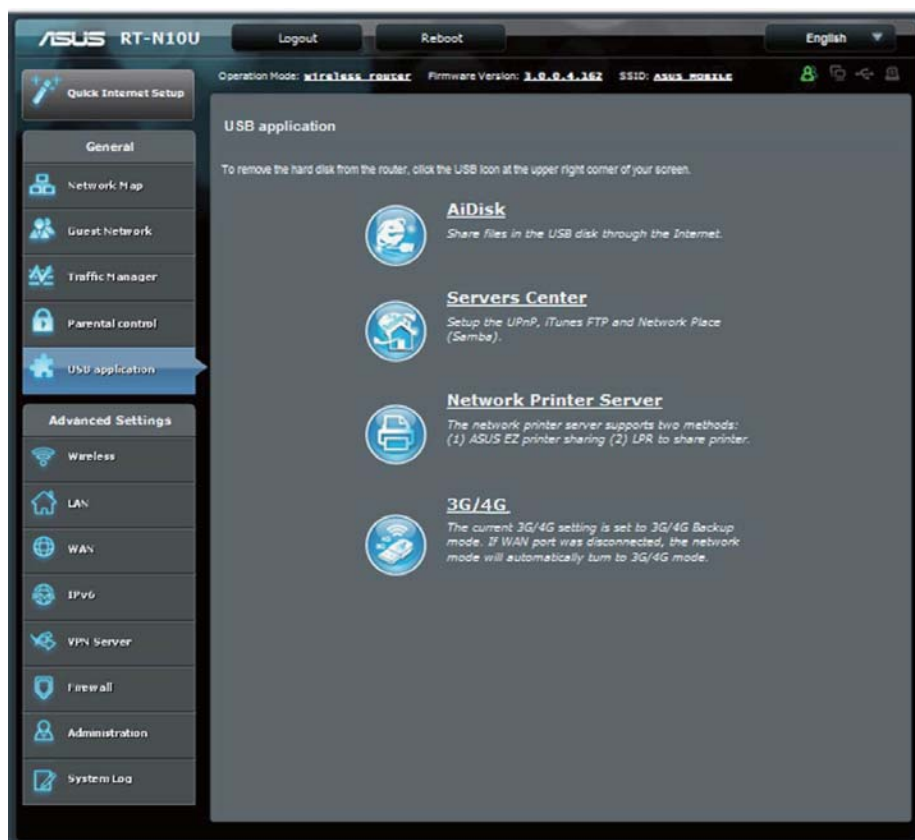 ASUS RT-N10U
Logout
Reboot
English
Quick Internet Setup
Operation Mode: wireless router Firmware Version: 3.0.0.4.162 SSID: ASUS MOBILE
General
Network Map
Guest Network
Traffic Manager
Parental control
USB application
Advanced Settings
Wireless
LAN
WAN
IPv6
VPN Server
Firewall
Administration
System Log
USB application
To remove the hard disk from the router, click the USB icon at the upper right corner of your screen.
AiDisk
Share files in the USB disk through the Internet.
Servers Center
Setup the UPnP, iTunes FTP and Network Place
(Samba).
Network Printer Server
The network printer server supports two methods:
(1) ASUS EZ printer sharing (2) LPR to share printer.
3G/4G
The current 3G/4G setting is set to 3G/4G Backup
mode. If WAN port was disconnected, the network
mode will automatically turn to 3G/4G mode.